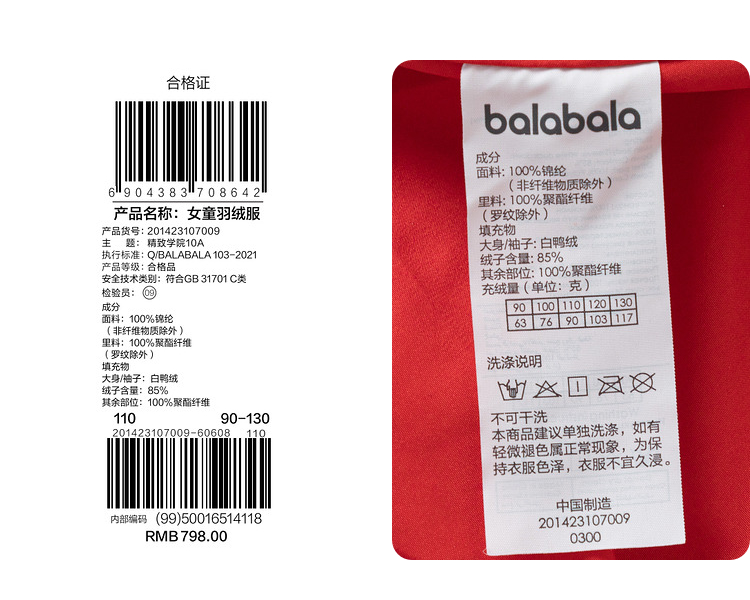 合格证
6904383708642
产品名称：女童羽绒服
产品货号：201423107009
主　题：精致学院10A
执行标准：Q/BALABALA 103-2021
产品等级：合格品
安全技术类别：符合GB 31701 C类
检验员：09
成分
面料：100%锦纶
（非纤维物质除外）
里料：100%聚酯纤维
（罗纹除外）
填充物
大身/袖子：白鸭绒
绒子含量：85%
其余部位：100%聚酯纤维
110 90-130
201423107009-60608 110
内部编码 (99)50016514118
RMB 798.00
balabala
成分
面料：100%锦纶
（非纤维物质除外）
里料：100%聚酯纤维
（罗纹除外）
填充物
大身/袖子：白鸭绒
绒子含量：85%
其余部位：100%聚酯纤维
充绒量（单位：克）
90 100 110 120 130
63 76 90 103 117
洗涤说明
不可干洗
本商品建议单独洗涤，如有
轻微褪色属正常现象，为保
持衣服色泽，衣服不宜久浸。
中国制造
201423107009
0300